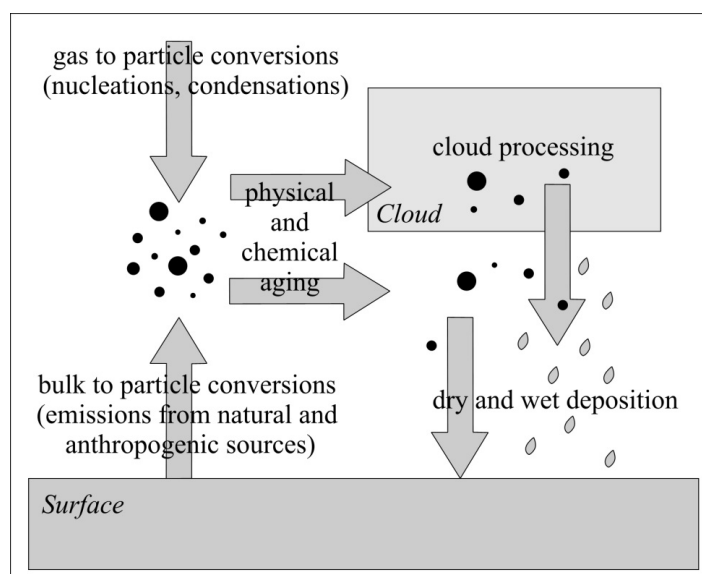 gas to particle conversions
(nucleations, condensations)
cloud processing
Cloud
physical
and
chemical
aging
bulk to particle conversions
(emissions from natural and
anthropogenic sources)
dry and wet deposition
Surface